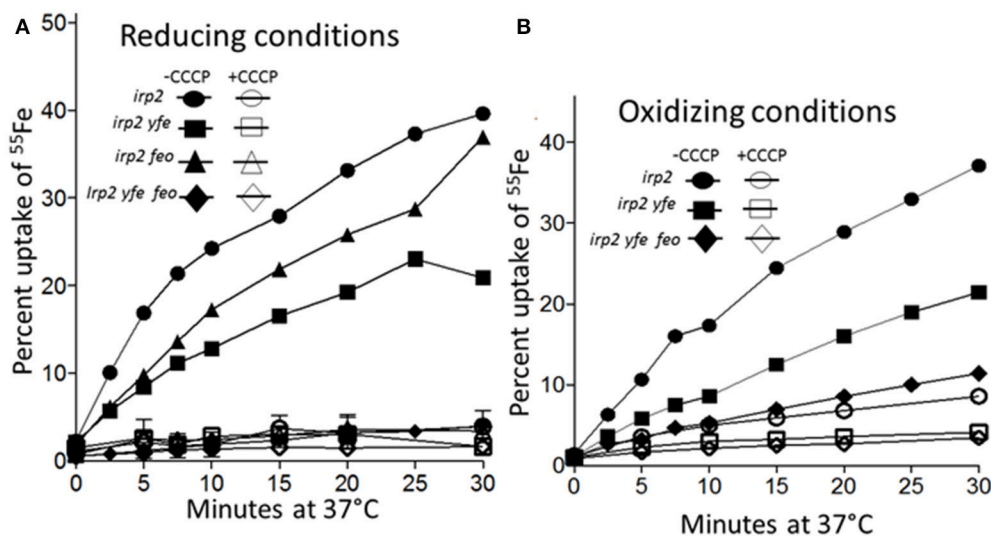 A
Reducing conditions
-CCCP +CCCP
irp2
irp2 yfe
irp2 feo
Irp2 yfe feo
Percent uptake of ⁵⁵Fe
50
40
30
20
10
0
0 5 10 15 20 25 30
Minutes at 37°C
B
Oxidizing conditions
-CCCP +CCCP
irp2
irp2 yfe
irp2 yfe feo
Percent uptake of ⁵⁵Fe
40
30
20
10
0
0 5 10 15 20 25 30
Minutes at 37°C